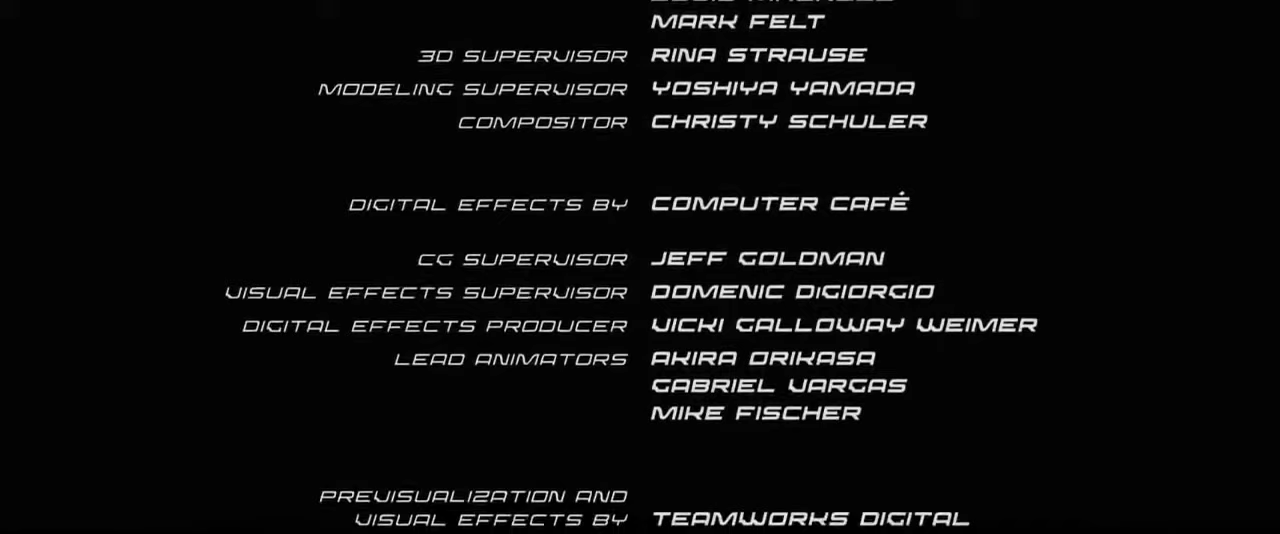 MARK FELT
3D SUPERVISOR RINA STRAUSE
MODELING SUPERVISOR YOSHIYA YAMADA
COMPOSITOR CHRISTY SCHULER
DIGITAL EFFECTS BY COMPUTER CAFÉ
CG SUPERVISOR JEFF GOLDMAN
VISUAL EFFECTS SUPERVISOR DOMENIC DiGIORGIO
DIGITAL EFFECTS PRODUCER VICKI GALLOWAY WEIMER
LEAD ANIMATORS AKIRA ORIKASA
GABRIEL VARGAS
MIKE FISCHER
PREVISUALIZATION AND
VISUAL EFFECTS BY TEAMWORKS DIGITAL